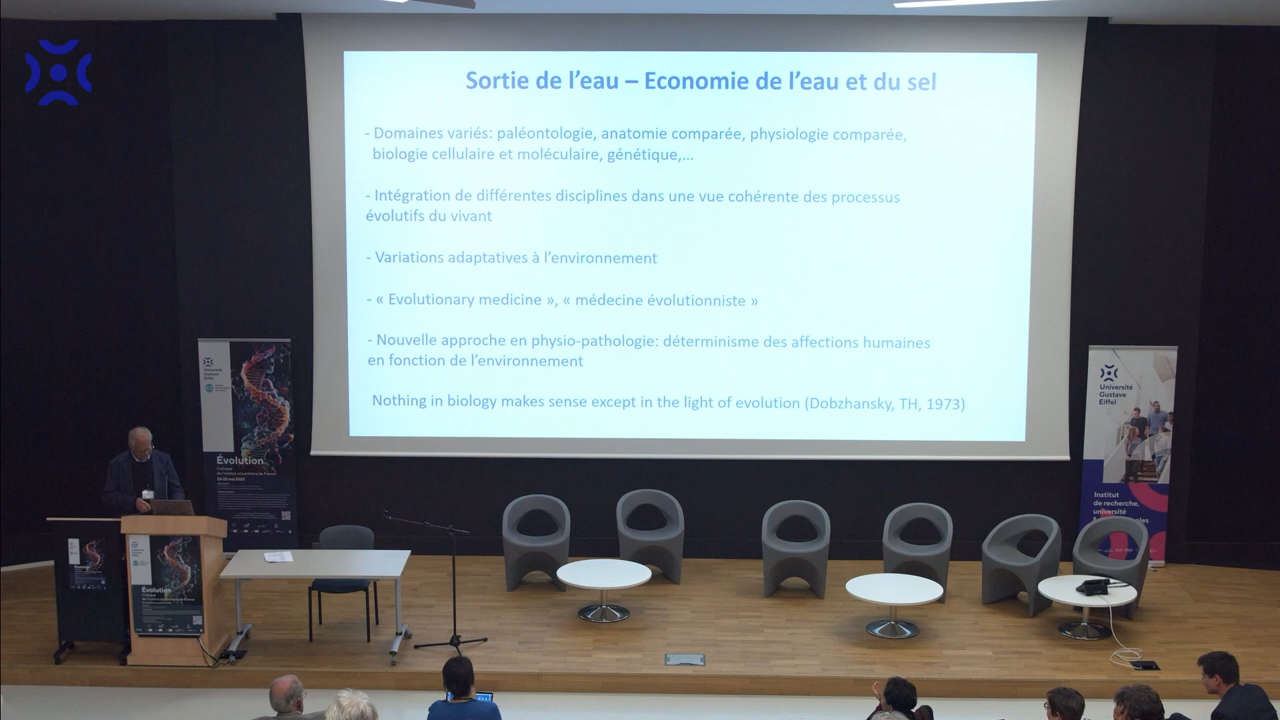 Sortie de l’eau – Economie de l’eau et du sel
- Domaines variés: paléontologie, anatomie comparée, physiologie comparée,
biologie cellulaire et moléculaire, génétique,...
- Intégration de différentes disciplines dans une vue cohérente des processus
évolutifs du vivant
- Variations adaptatives à l’environnement
- « Evolutionary medicine », « médecine évolutionniste »
- Nouvelle approche en physio-pathologie: déterminisme des affections humaines
en fonction de l’environnement
Nothing in biology makes sense except in the light of evolution (Dobzhansky, TH, 1973)
Université
Gustave
Eiffel
Évolution
Université
Gustave
Eiffel
Institut
de recherche,
université
Évolution